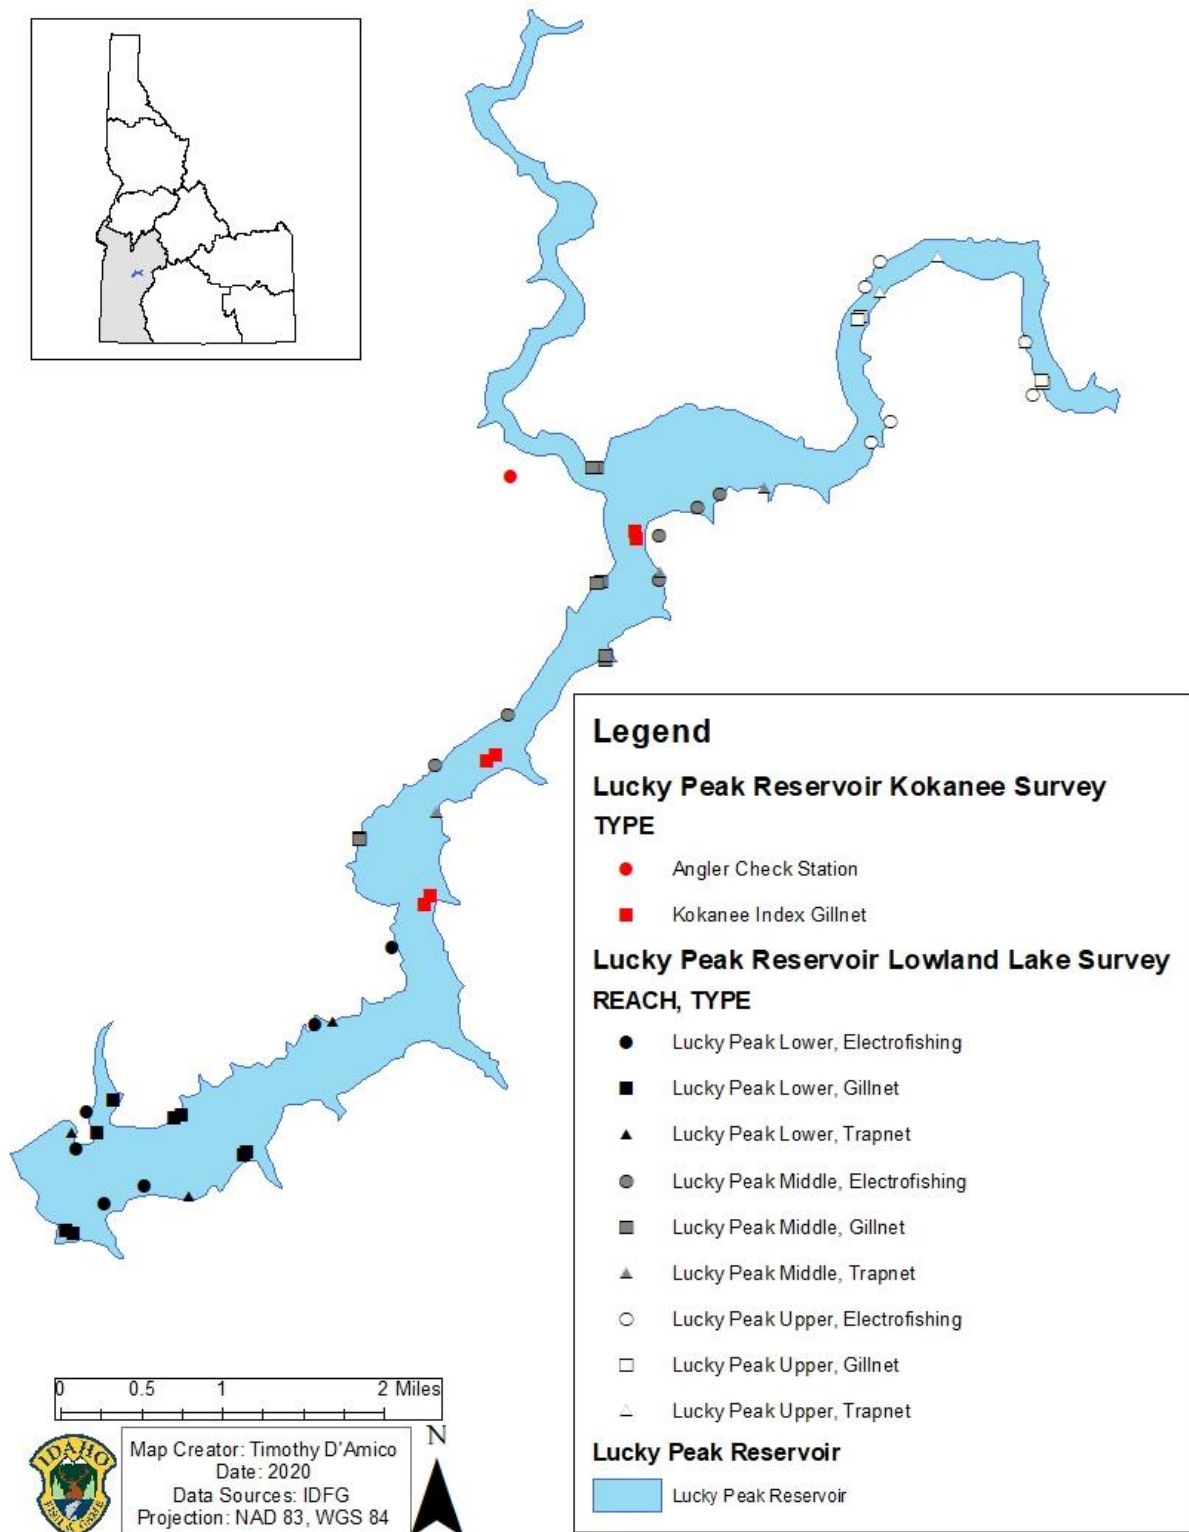 Legend
Lucky Peak Reservoir Kokanee Survey
TYPE
Angler Check Station
Kokanee Index Gillnet
Lucky Peak Reservoir Lowland Lake Survey
REACH, TYPE
Lucky Peak Lower, Electrofishing
Lucky Peak Lower, Gillnet
Lucky Peak Lower, Trapnet
Lucky Peak Middle, Electrofishing
Lucky Peak Middle, Gillnet
Lucky Peak Middle, Trapnet
Lucky Peak Upper, Electrofishing
Lucky Peak Upper, Gillnet
Lucky Peak Upper, Trapnet
Lucky Peak Reservoir
Lucky Peak Reservoir
0 0.5 1 2 Miles
N
IDAHO
FISH & GAME
Map Creator: Timothy D'Amico
Date: 2020
Data Sources: IDFG
Projection: NAD 83, WGS 84